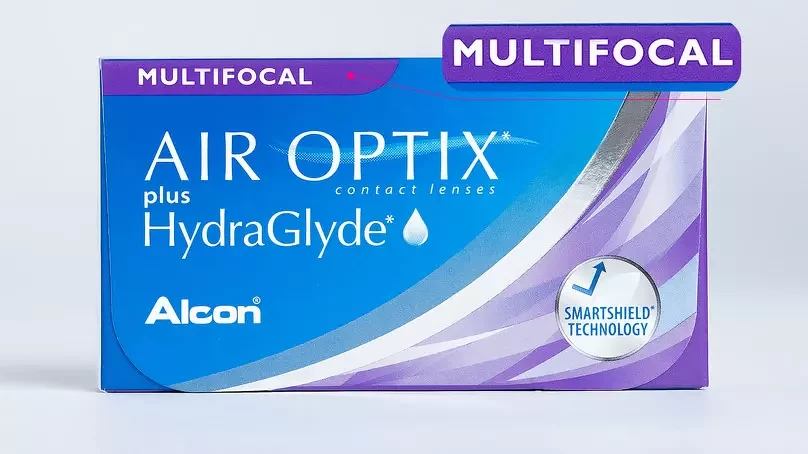 MULTIFOCAL
MULTIFOCAL
AIR OPTIX*
contact lenses
plus
HydraGlyde*
Alcon®
SMARTSHIELD*
TECHNOLOGY